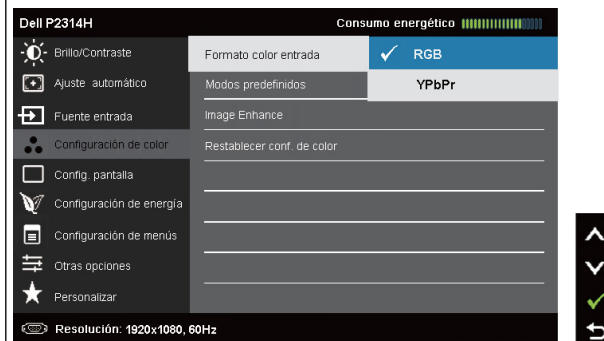 Dell P2314H
Consumo energético
Brillo/Contraste
Ajuste automático
Fuente entrada
Configuración de color
Config. pantalla
Configuración de energía
Configuración de menús
Otras opciones
Personalizar
Formato color entrada
Modos predefinidos
Image Enhance
Restablecer conf. de color
RGB
YPbPr
Resolución: 1920x1080, 60Hz